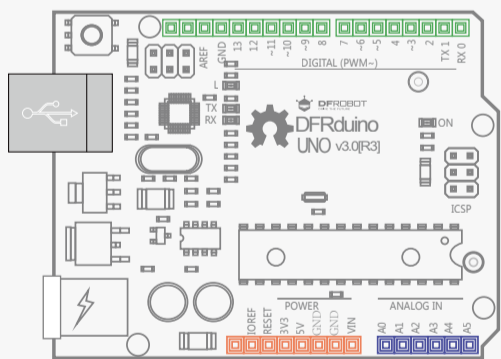 AREF
GND
13
12
~11
~10
~9
8
7
~6
~5
4
~3
2
TX 1
RX 0
DIGITAL (PWM~)
L
TX
RX
DFROBOT
DFRduino
UNO v3.0[R3]
ON
ICSP
POWER
ANALOG IN
IOREF
RESET
3V3
5V
GND
GND
VIN
A0
A1
A2
A3
A4
A5